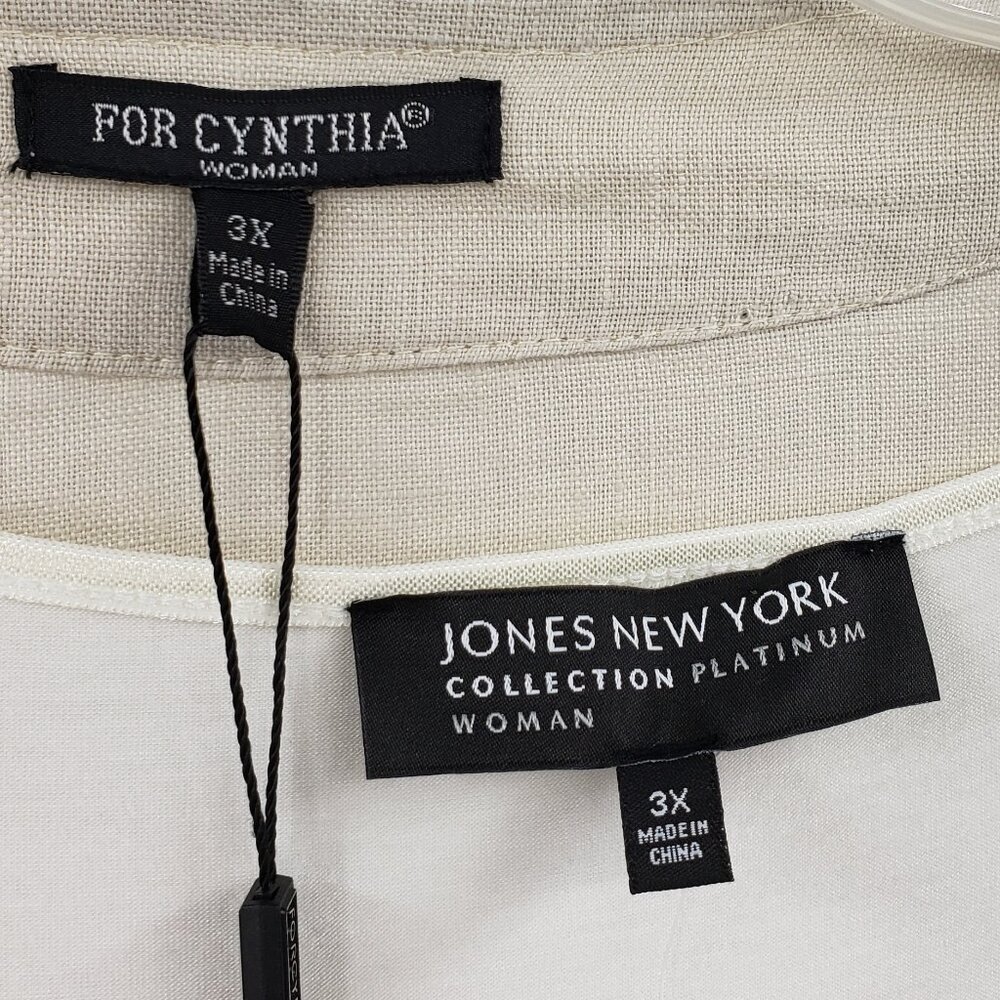 FOR CYNTHIA®
WOMAN
3X
Made in
China
JONES NEW YORK
COLLECTION PLATINUM
WOMAN
3X
MADE IN
CHINA